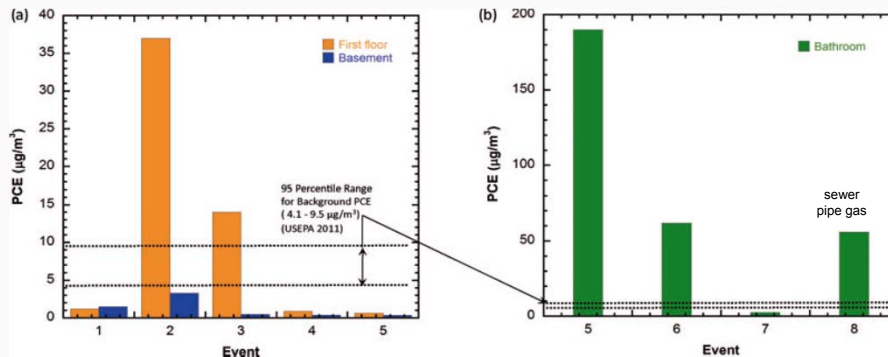 (a)
40
35
30
25
20
15
10
5
0
PCE (µg/m³)
First floor
Basement
95 Percentile Range
for Background PCE
( 4.1 - 9.5 µg/m³)
(USEPA 2011)
1 2 3 4 5
Event
(b)
200
150
100
50
0
PCE (µg/m³)
Bathroom
sewer
pipe gas
5 6 7 8
Event